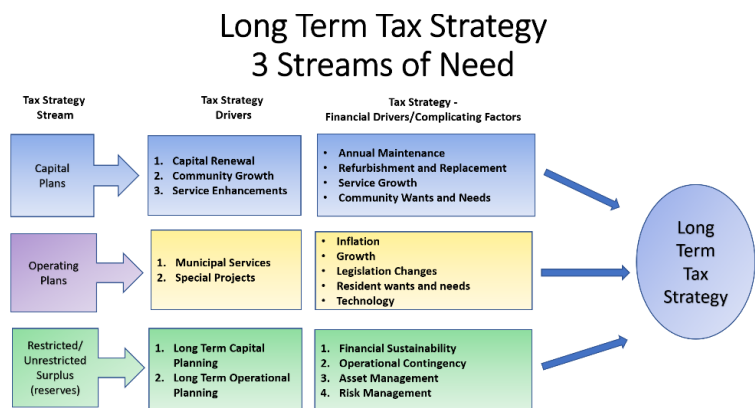 Long Term Tax Strategy
3 Streams of Need
Tax Strategy
Stream
Tax Strategy
Drivers
Tax Strategy -
Financial Drivers/Complicating Factors
Capital
Plans
1. Capital Renewal
2. Community Growth
3. Service Enhancements
• Annual Maintenance
• Refurbishment and Replacement
• Service Growth
• Community Wants and Needs
Operating
Plans
1. Municipal Services
2. Special Projects
• Inflation
• Growth
• Legislation Changes
• Resident wants and needs
• Technology
Restricted/
Unrestricted
Surplus
(reserves)
1. Long Term Capital
Planning
2. Long Term Operational
Planning
1. Financial Sustainability
2. Operational Contingency
3. Asset Management
4. Risk Management
Long
Term
Tax
Strategy